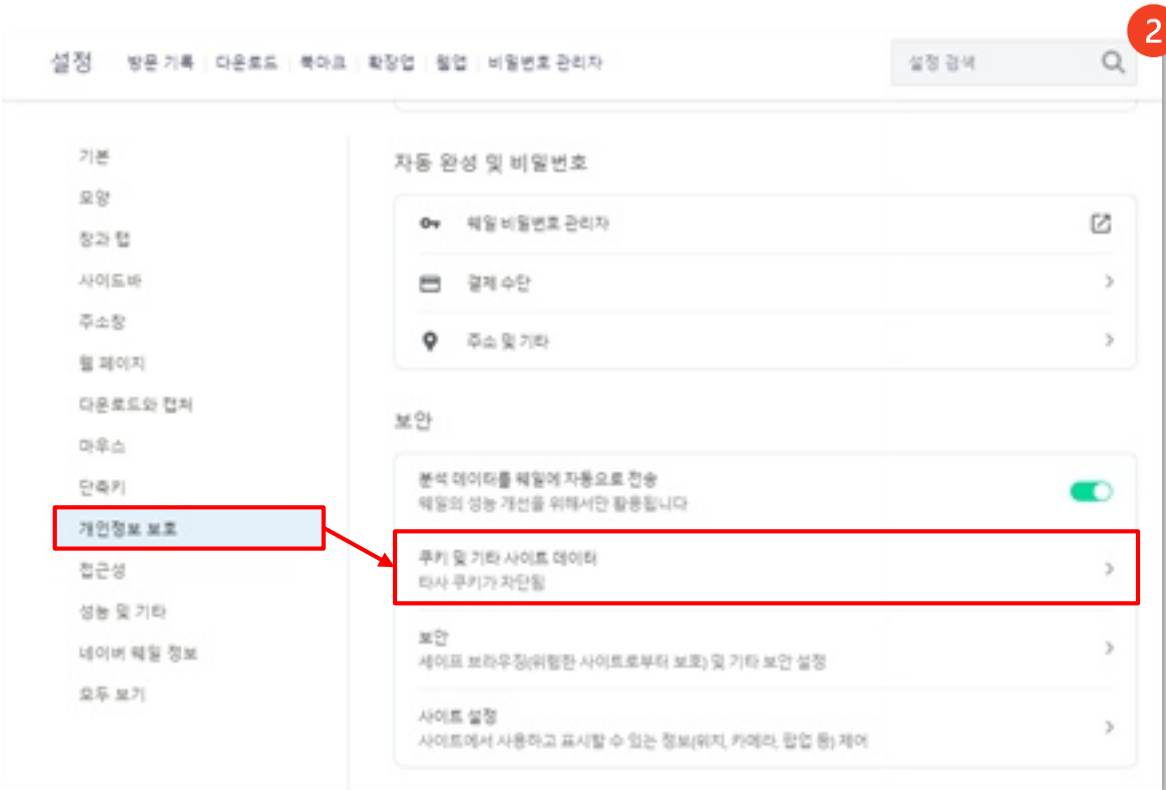 2
설정 방문 기록 다운로드 북마크 확장앱 웹앱 비밀번호 관리자
설정 검색
기본
모양
창과 탭
사이드바
주소창
웹 페이지
다운로드와 캡처
마우스
단축키
개인정보 보호
접근성
성능 및 기타
네이버 웨일 정보
모두 보기
자동 완성 및 비밀번호
웨일 비밀번호 관리자
결제 수단
주소 및 기타
보안
분석 데이터를 웨일에 자동으로 전송
웨일의 성능 개선을 위해서만 활용됩니다
쿠키 및 기타 사이트 데이터
타사 쿠키가 차단됨
보안
세이프 브라우징(위험한 사이트로부터 보호) 및 기타 보안 설정
사이트 설정
사이트에서 사용하고 표시할 수 있는 정보(위치, 카메라, 팝업 등) 제어